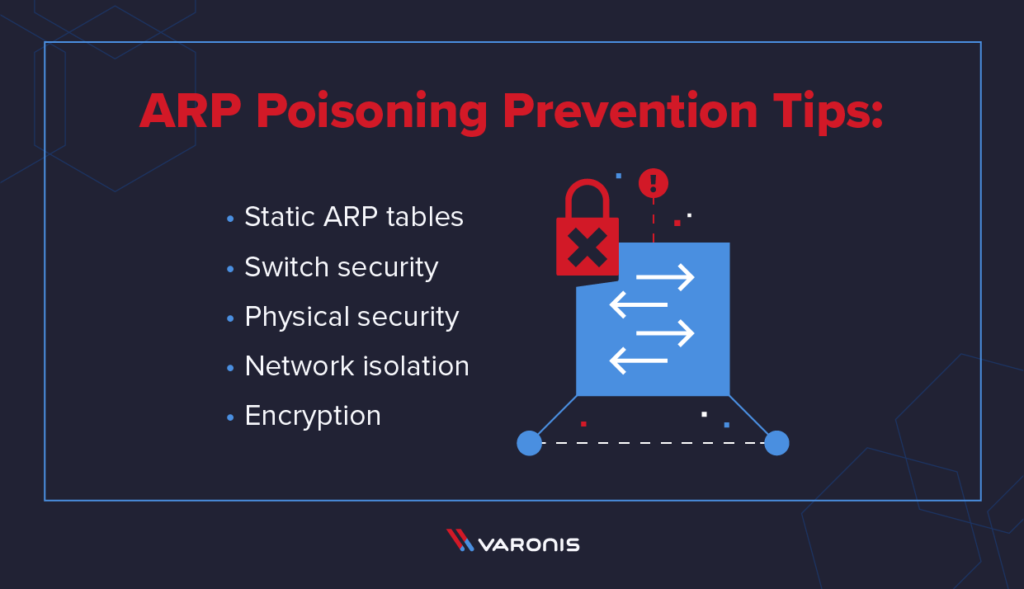 ARP Poisoning Prevention Tips:
• Static ARP tables
• Switch security
• Physical security
• Network isolation
• Encryption
VARONIS